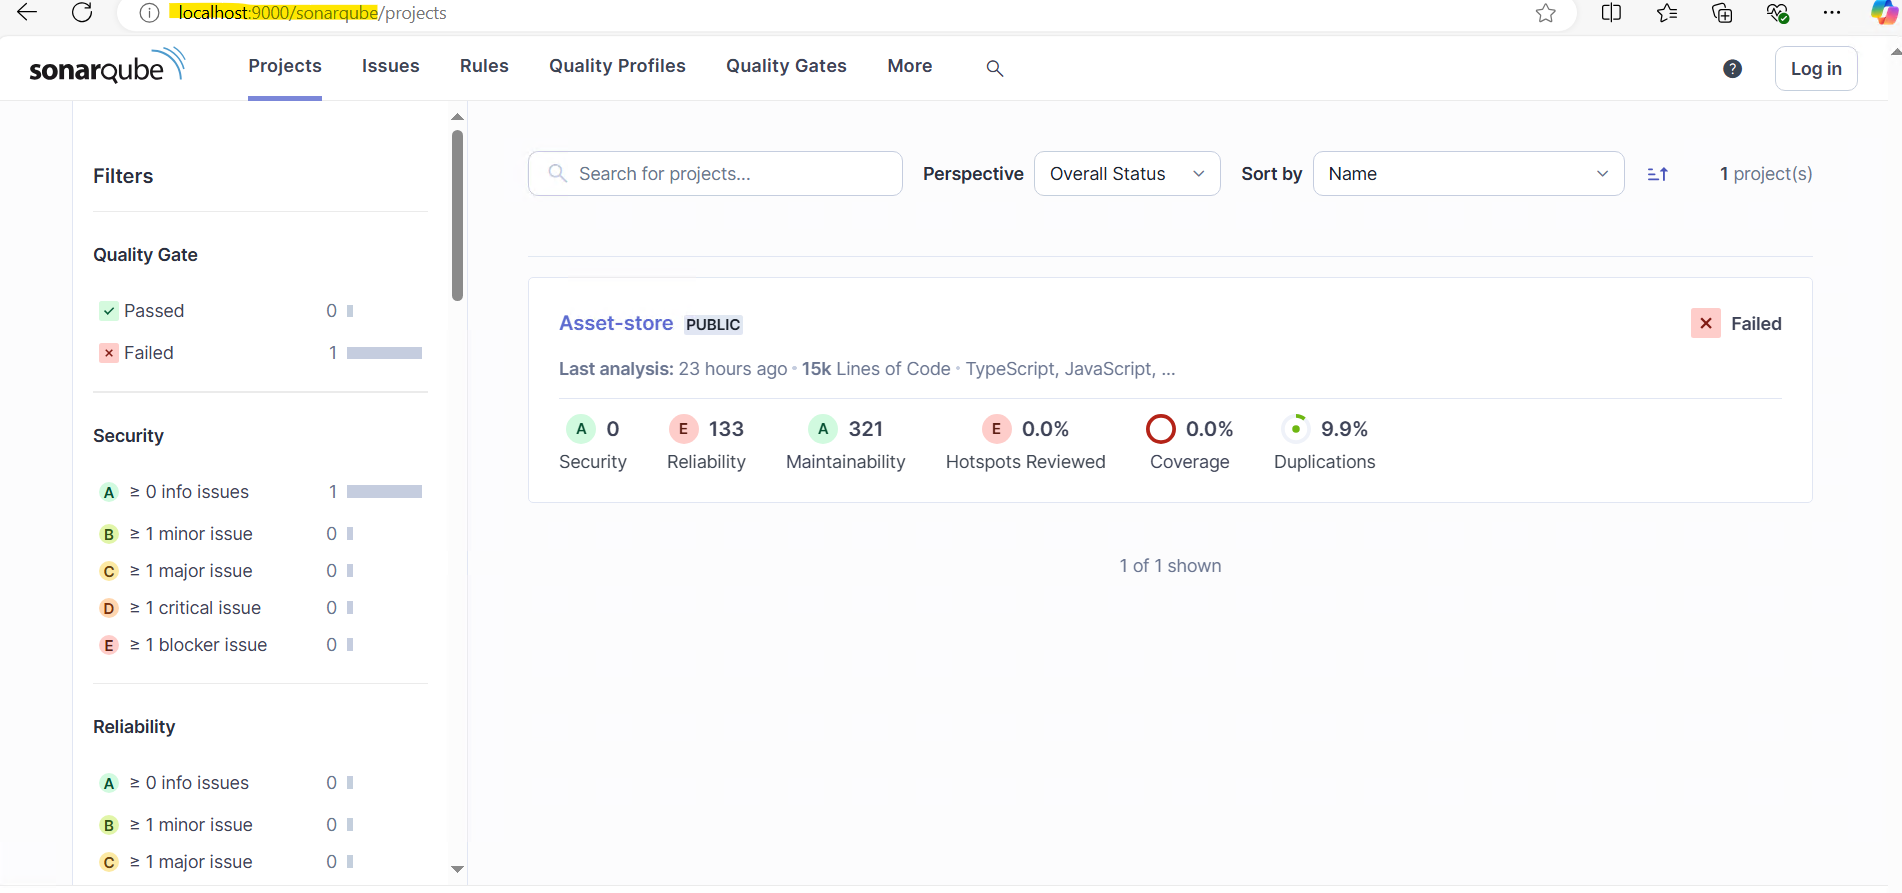 localhost:9000/sonarqube/projects
sonarqube Projects Issues Rules Quality Profiles Quality Gates More ? Log in
Filters
Quality Gate
Passed 0
Failed 1
Security
A ≥ 0 info issues 1
B ≥ 1 minor issue 0
C ≥ 1 major issue 0
D ≥ 1 critical issue 0
E ≥ 1 blocker issue 0
Reliability
A ≥ 0 info issues 0
B ≥ 1 minor issue 0
C ≥ 1 major issue 0
Search for projects... Perspective Overall Status Sort by Name 1 project(s)
Asset-store PUBLIC Failed
Last analysis: 23 hours ago • 15k Lines of Code • TypeScript, JavaScript, ...
A 0 E 133 A 321 E 0.0% 0.0% 9.9%
Security Reliability Maintainability Hotspots Reviewed Coverage Duplications
1 of 1 shown